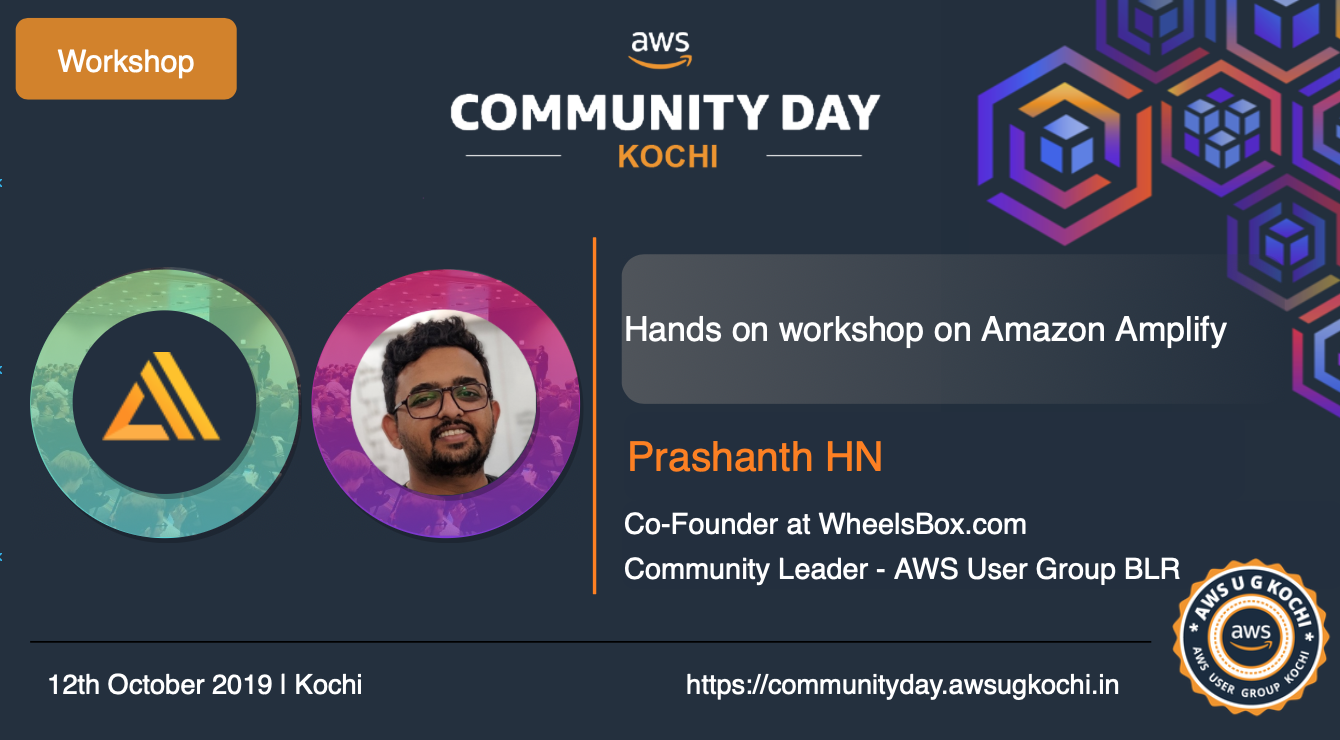 Workshop
aws
COMMUNITY DAY
KOCHI
Hands on workshop on Amazon Amplify
Prashanth HN
Co-Founder at WheelsBox.com
Community Leader - AWS User Group BLR
12th October 2019 | Kochi
https://communityday.awsugkochi.in
* AWS U G KOCHI *
aws
AWS USER GROUP KOCHI